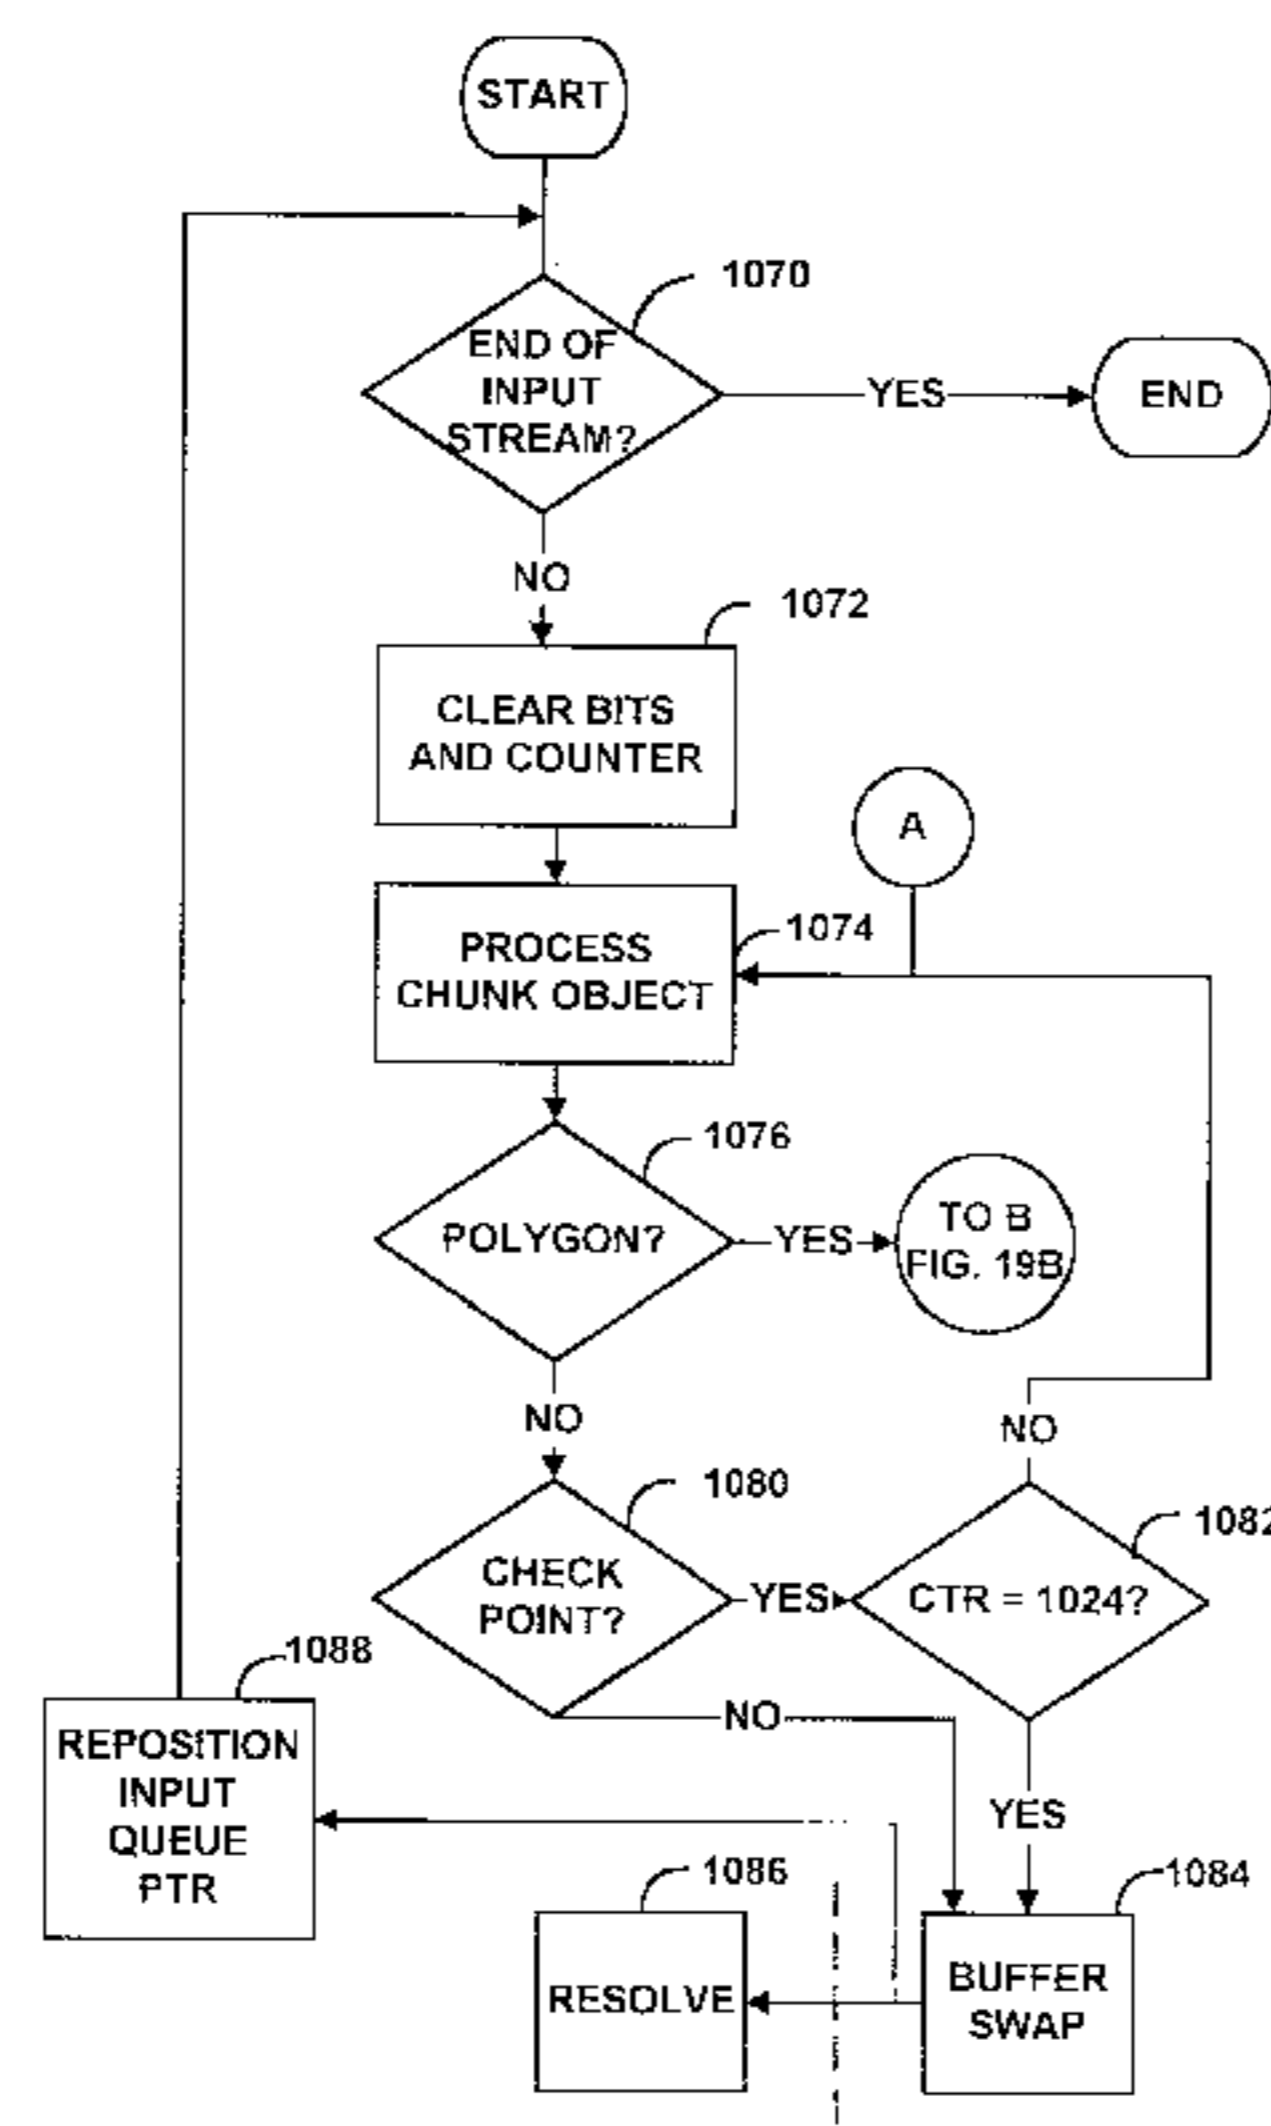 START
1070
END OF
INPUT
STREAM?
YES
END
NO
1072
CLEAR BITS
AND COUNTER
A
1074
PROCESS
CHUNK OBJECT
1076
POLYGON?
YES
TO B
FIG. 19B
NO
NO
1080
1082
CHECK
POINT?
YES
CTR = 1024?
1088
NO
REPOSITION
INPUT
QUEUE
PTR
YES
1086
1084
RESOLVE
BUFFER
SWAP